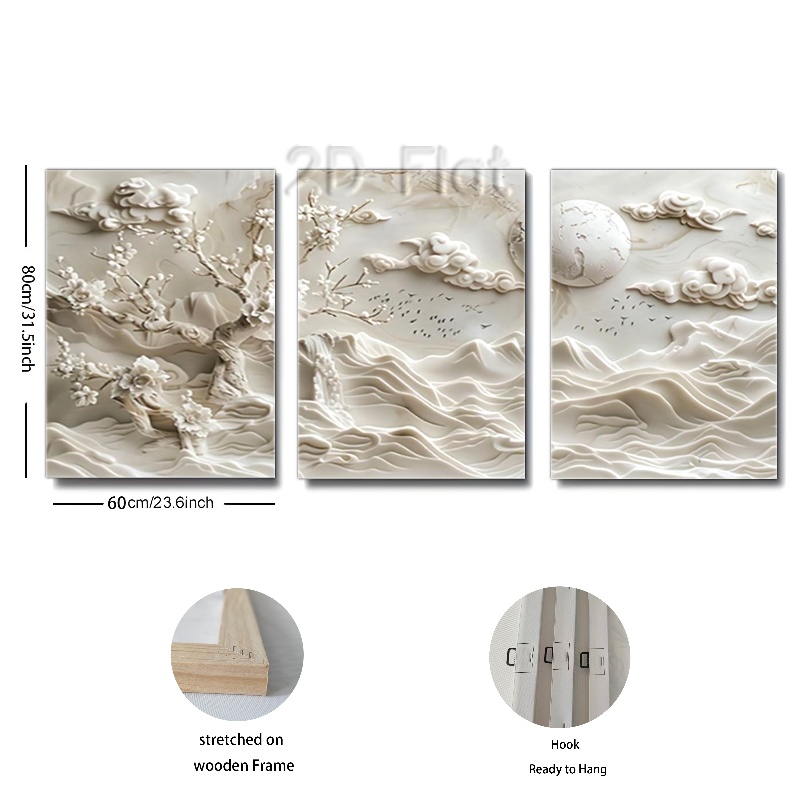 2D Flat
80cm/31.5inch
60cm/23.6inch
stretched on
wooden Frame
Hook
Ready to Hang